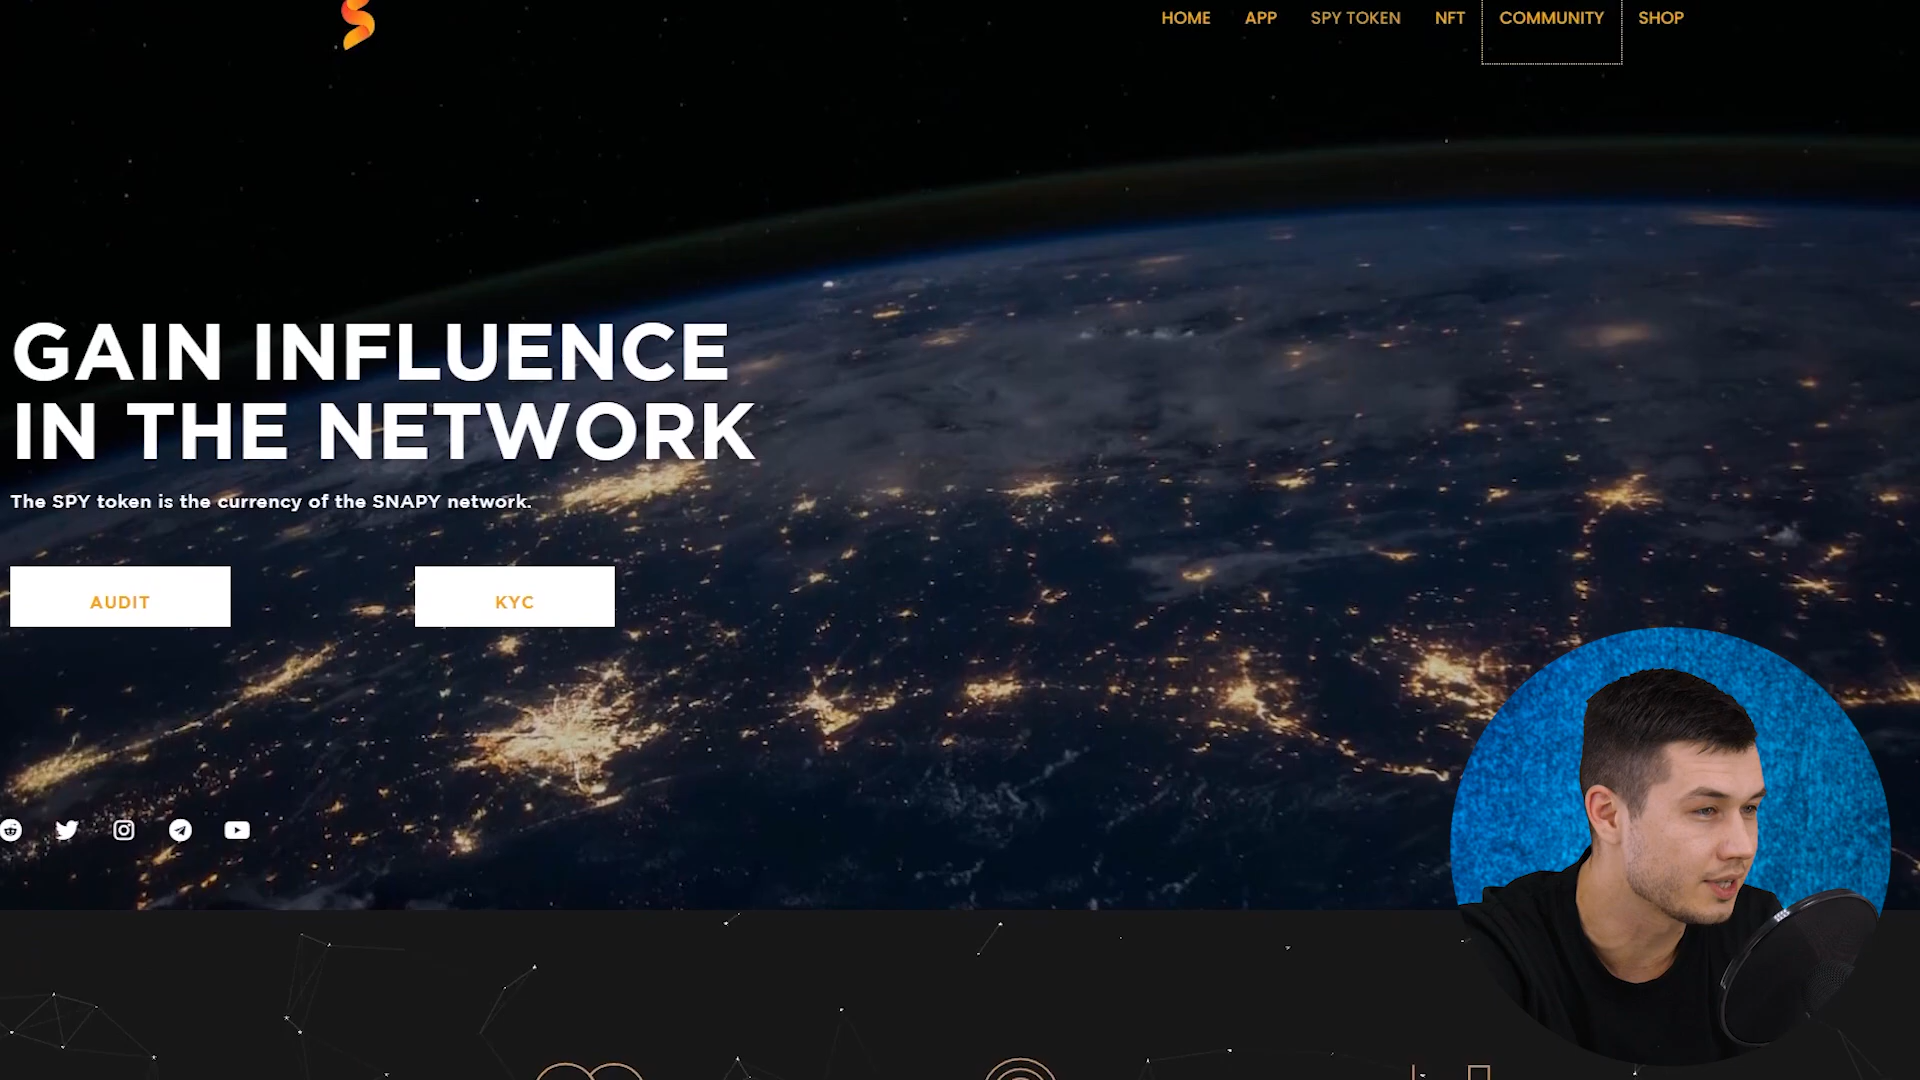 HOME APP SPY TOKEN NFT COMMUNITY SHOP
GAIN INFLUENCE
IN THE NETWORK
The SPY token is the currency of the SNAPY network.
AUDIT KYC